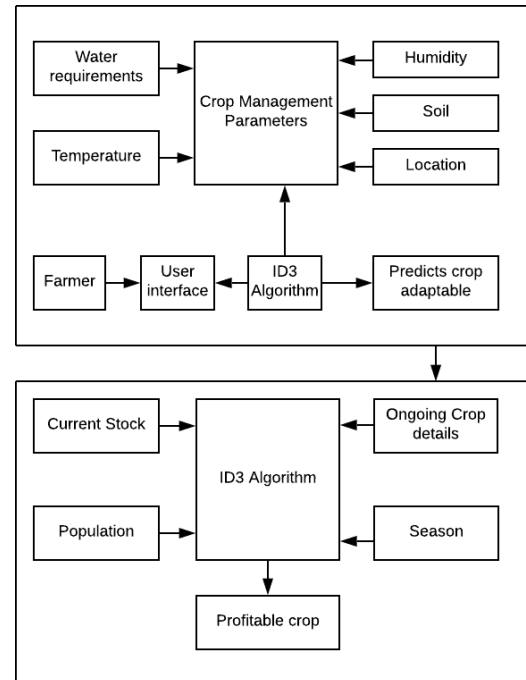 Water
requirements
Humidity
Crop Management
Parameters
Soil
Temperature
Location
Farmer
User
interface
ID3
Algorithm
Predicts crop
adaptable
Current Stock
Ongoing Crop
details
ID3 Algorithm
Population
Season
Profitable crop